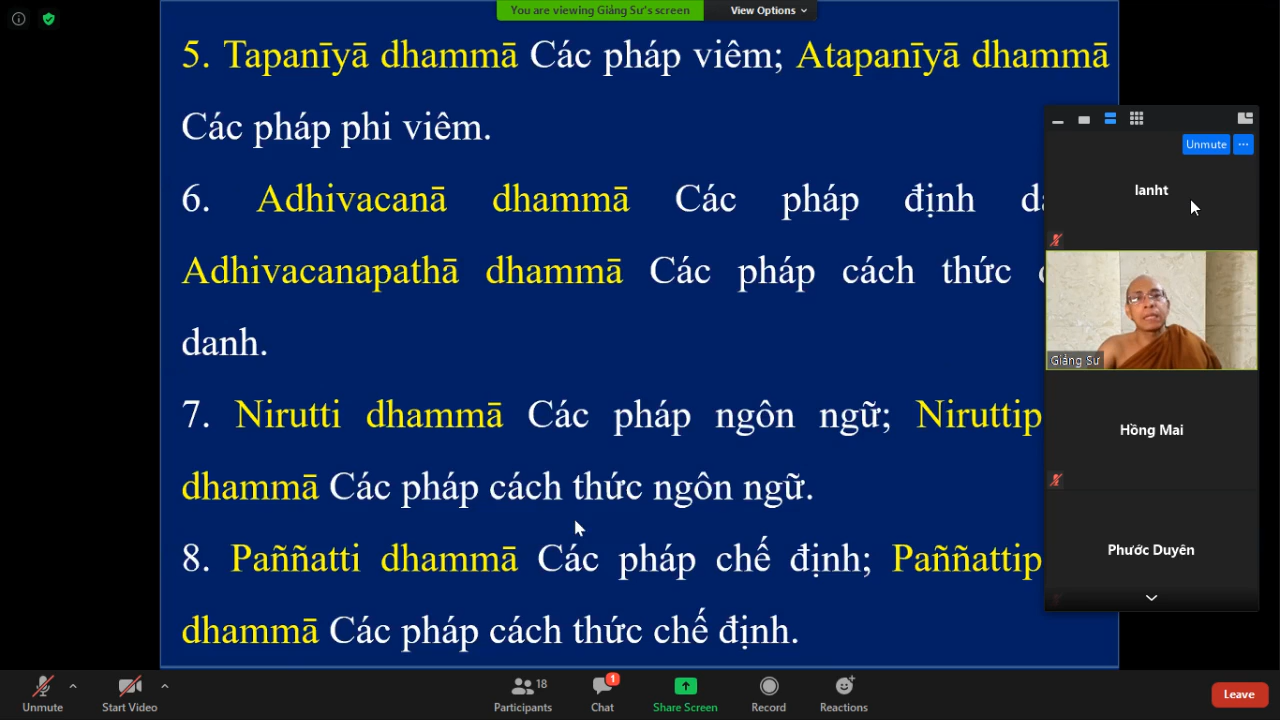 You are viewing Giảng Sư's screen
View Options
5. Tapanīyā dhammā Các pháp viêm; Atapanīyā dhammā
Các pháp phi viêm.
6. Adhivacanā dhammā Các pháp định
Adhivacanapathā dhammā Các pháp cách thức
danh.
7. Nirutti dhammā Các pháp ngôn ngữ; Niruttip
dhammā Các pháp cách thức ngôn ngữ.
8. Paññatti dhammā Các pháp chế định; Paññattip
dhammā Các pháp cách thức chế định.
Unmute
lanht
Giảng Sư
Hồng Mai
Phước Duyên
Unmute
Start Video
Participants
18
Chat
1
Share Screen
Record
Reactions
Leave